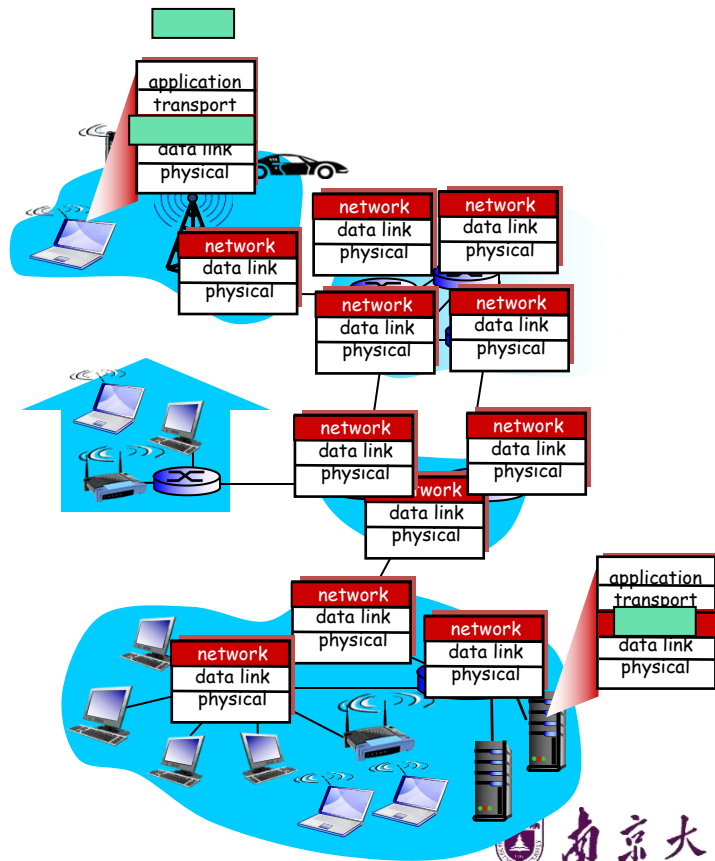 application
transport
data link
physical
network
data link
physical
network
data link
physical
network
data link
physical
network
data link
physical
network
data link
physical
network
data link
physical
network
data link
physical
network
data link
physical
application
transport
data link
physical
network
data link
physical
network
data link
physical
network
data link
physical
南京大